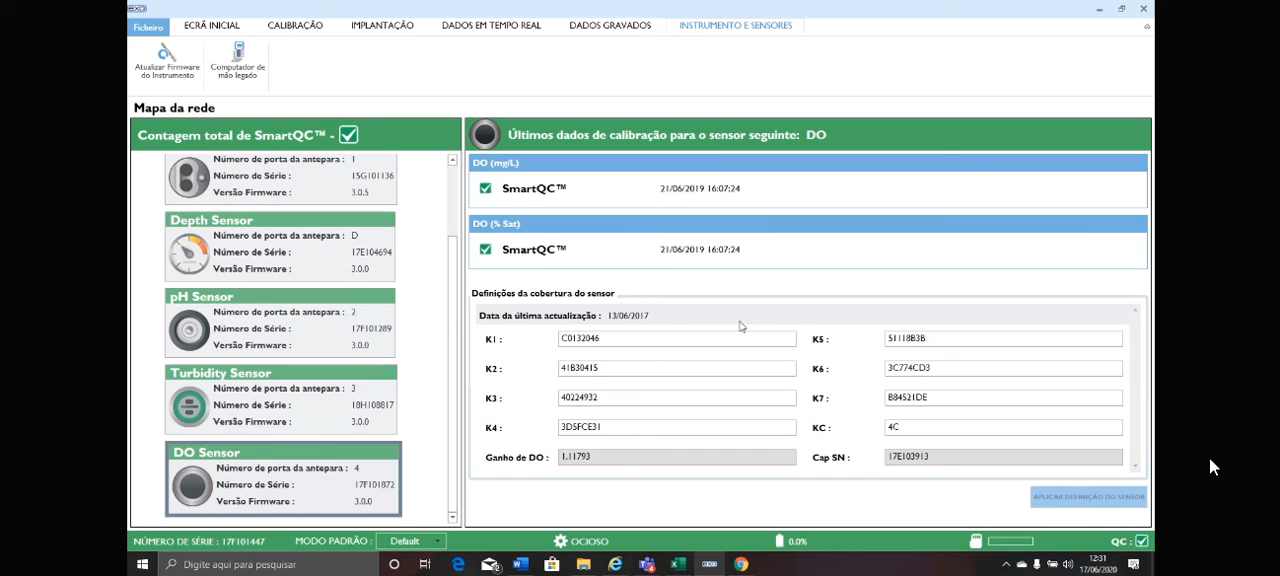 exo
Ficheiro ECRÃ INICIAL CALIBRAÇÃO IMPLANTAÇÃO DADOS EM TEMPO REAL DADOS GRAVADOS INSTRUMENTO E SENSORES
Atualizar Firmware do Instrumento
Computador de mão legado
Mapa da rede
Contagem total de SmartQC™ -
Número de porta da antepara : 1
Número de Série : 15G101136
Versão Firmware : 3.0.5
Depth Sensor
Número de porta da antepara : D
Número de Série : 17E104694
Versão Firmware : 3.0.0
pH Sensor
Número de porta da antepara : 2
Número de Série : 17F101289
Versão Firmware : 3.0.0
Turbidity Sensor
Número de porta da antepara : 3
Número de Série : 18H108817
Versão Firmware : 3.0.0
DO Sensor
Número de porta da antepara : 4
Número de Série : 17F101872
Versão Firmware : 3.0.0
Últimos dados de calibração para o sensor seguinte: DO
DO (mg/L)
SmartQC™ 21/06/2019 16:07:24
DO (% Sat)
SmartQC™ 21/06/2019 16:07:24
Definições da cobertura do sensor
Data da última actualização : 13/06/2017
K1 : C0132046 K5 : 51118B3B
K2 : 41B30415 K6 : 3C774CD3
K3 : 40224932 K7 : B84521DE
K4 : 3D5FCE31 KC : 4C
Ganho de DO : 1.11793 Cap SN : 17E103913
APLICAR DEFINIÇÃO DO SENSOR
NÚMERO DE SÉRIE : 17F101447 MODO PADRÃO : Default OCIOSO 0.0% QC :
Digite aqui para pesquisar
12:31
17/06/2020